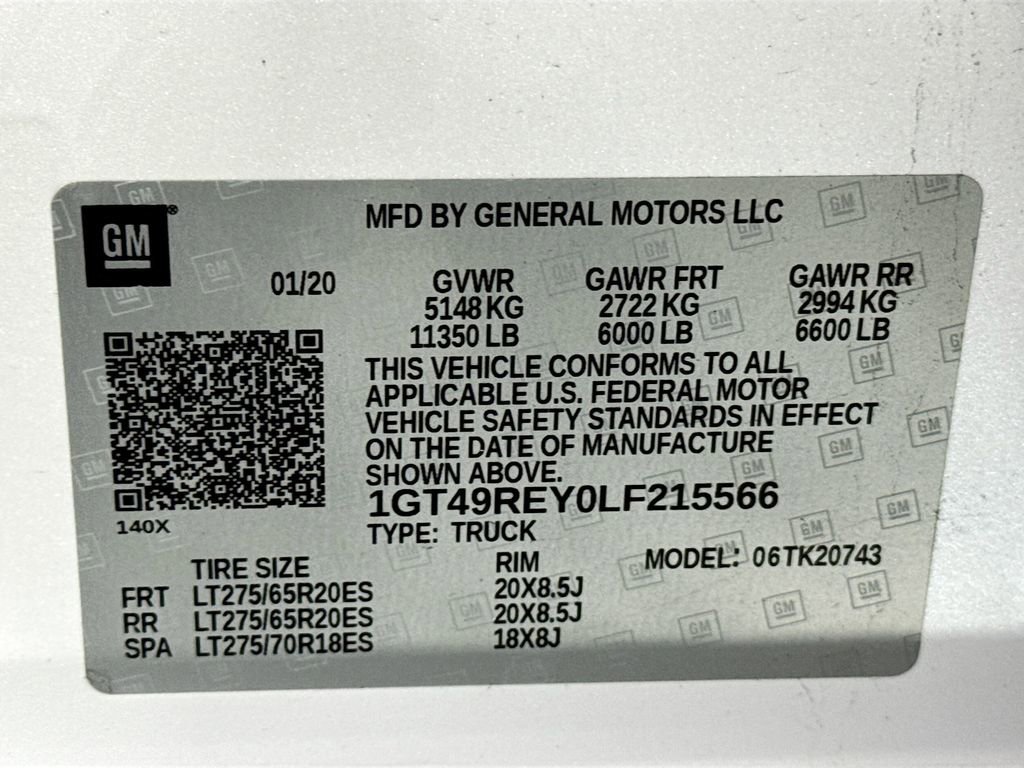 GM®
MFD BY GENERAL MOTORS LLC
01/20 GVWR GAWR FRT GAWR RR
5148 KG 2722 KG 2994 KG
11350 LB 6000 LB 6600 LB
THIS VEHICLE CONFORMS TO ALL
APPLICABLE U.S. FEDERAL MOTOR
VEHICLE SAFETY STANDARDS IN EFFECT
ON THE DATE OF MANUFACTURE
SHOWN ABOVE.
1GT49REY0LF215566
140X
TYPE: TRUCK
TIRE SIZE RIM MODEL: 06TK20743
FRT LT275/65R20ES 20X8.5J
RR LT275/65R20ES 20X8.5J
SPA LT275/70R18ES 18X8J